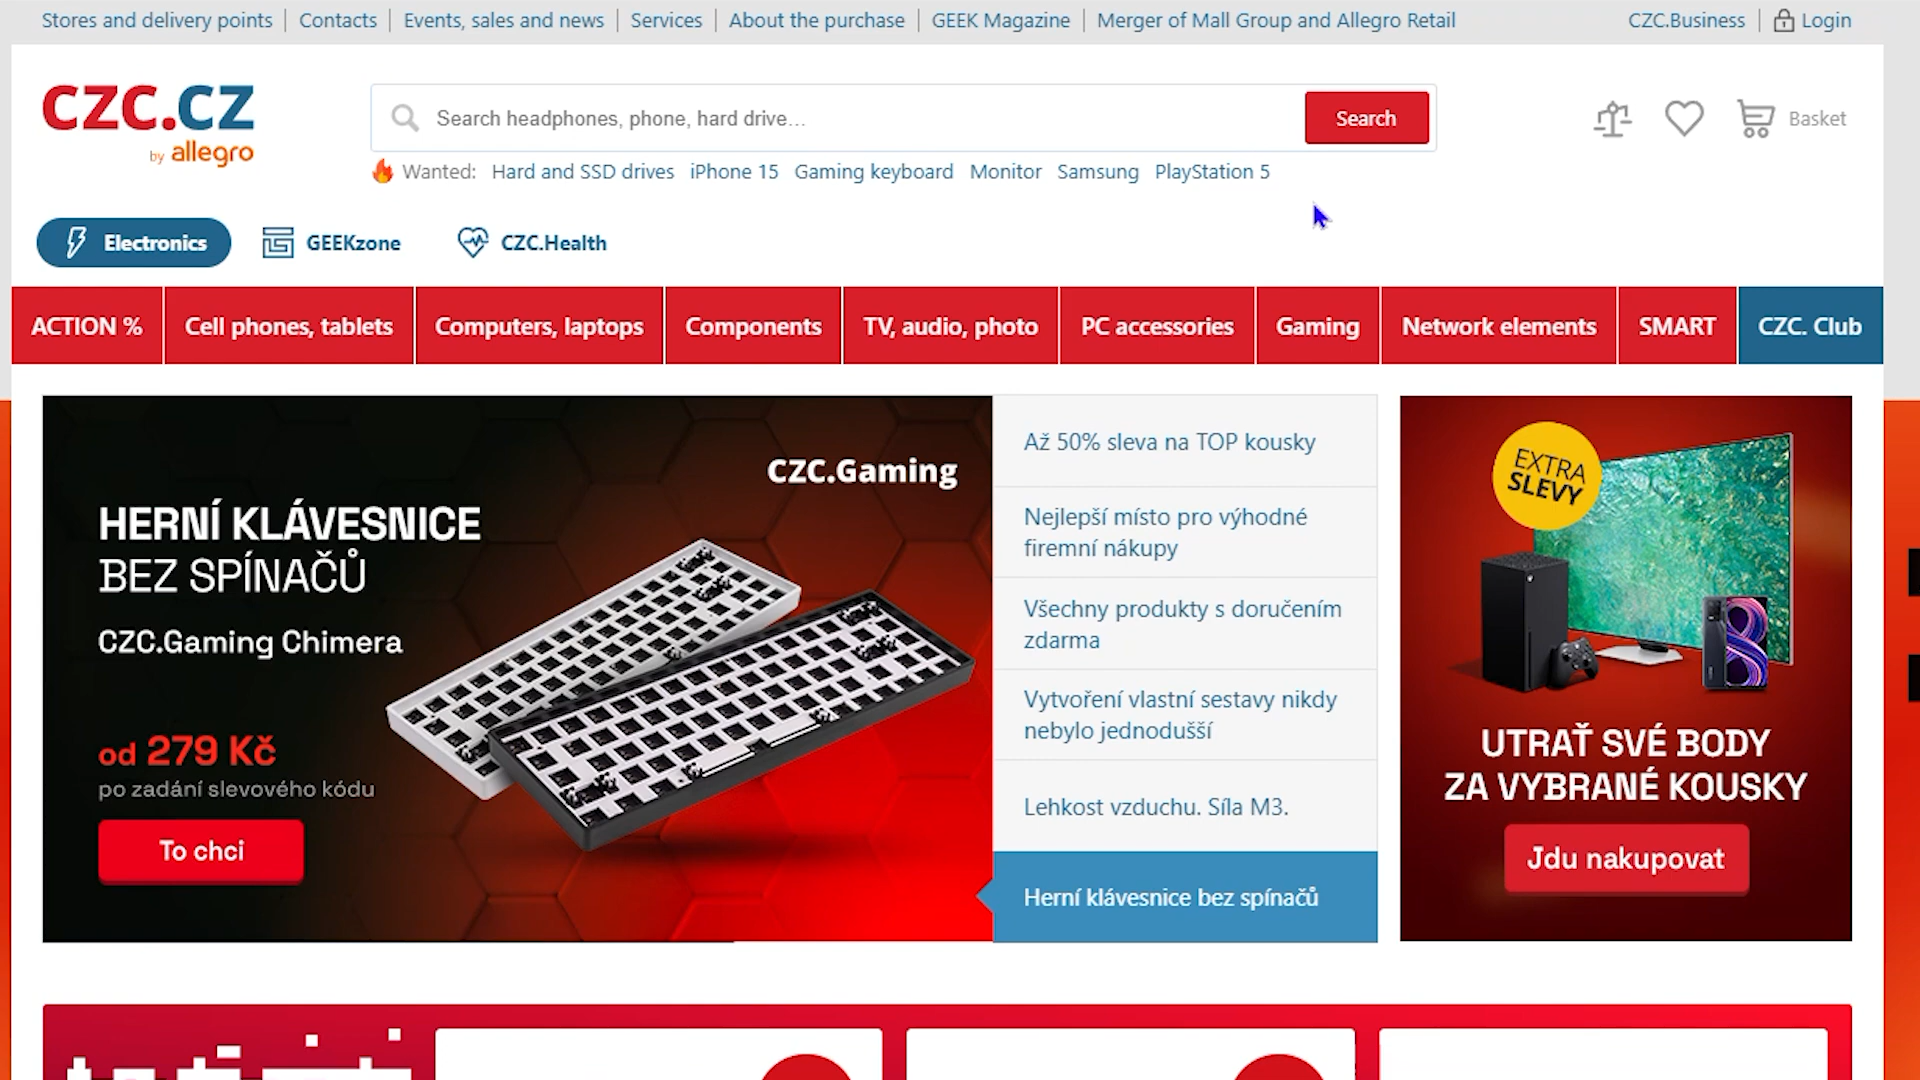 Stores and delivery points
Contacts
Events, sales and news
Services
About the purchase
GEEK Magazine
Merger of Mall Group and Allegro Retail
CZC.Business
Login
CZC.CZ
by allegro
Search headphones, phone, hard drive...
Search
Basket
Wanted: Hard and SSD drives iPhone 15 Gaming keyboard Monitor Samsung PlayStation 5
Electronics
GEEKzone
CZC.Health
ACTION %
Cell phones, tablets
Computers, laptops
Components
TV, audio, photo
PC accessories
Gaming
Network elements
SMART
CZC. Club
CZC.Gaming
HERNÍ KLÁVESNICE
BEZ SPÍNAČŮ
CZC.Gaming Chimera
od 279 Kč
po zadání slevového kódu
To chci
Až 50% sleva na TOP kousky
Nejlepší místo pro výhodné
firemní nákupy
Všechny produkty s doručením
zdarma
Vytvoření vlastní sestavy nikdy
nebylo jednodušší
Lehkost vzduchu. Síla M3.
Herní klávesnice bez spínačů
EXTRA
SLEVY
UTRAŤ SVÉ BODY
ZA VYBRANÉ KOUSKY
Jdu nakupovat